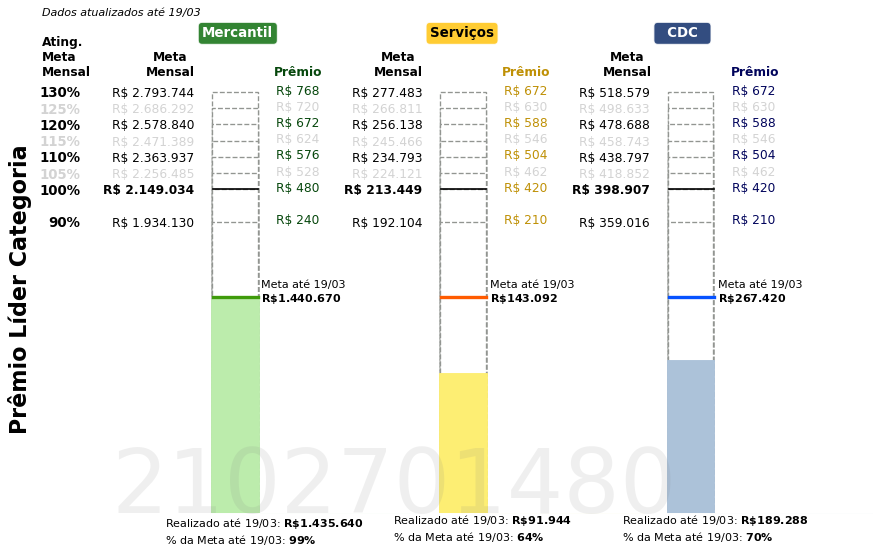 Dados atualizados até 19/03
Mercantil Serviços CDC
Ating. Meta Mensal Meta Mensal Prêmio Meta Mensal Prêmio Meta Mensal Prêmio
130% R$ 2.793.744 R$ 768 R$ 277.483 R$ 672 R$ 518.579 R$ 672
125% R$ 2.686.292 R$ 720 R$ 266.811 R$ 630 R$ 498.633 R$ 630
120% R$ 2.578.840 R$ 672 R$ 256.138 R$ 588 R$ 478.688 R$ 588
115% R$ 2.471.389 R$ 624 R$ 245.466 R$ 546 R$ 458.743 R$ 546
110% R$ 2.363.937 R$ 576 R$ 234.793 R$ 504 R$ 438.797 R$ 504
105% R$ 2.256.485 R$ 528 R$ 224.121 R$ 462 R$ 418.852 R$ 462
100% R$ 2.149.034 R$ 480 R$ 213.449 R$ 420 R$ 398.907 R$ 420
90% R$ 1.934.130 R$ 240 R$ 192.104 R$ 210 R$ 359.016 R$ 210
Meta até 19/03 Meta até 19/03 Meta até 19/03
R$1.440.670 R$143.092 R$267.420
Prêmio Líder Categoria
2102701480
Realizado até 19/03: R$1.435.640 Realizado até 19/03: R$91.944 Realizado até 19/03: R$189.288
% da Meta até 19/03: 99% % da Meta até 19/03: 64% % da Meta até 19/03: 70%